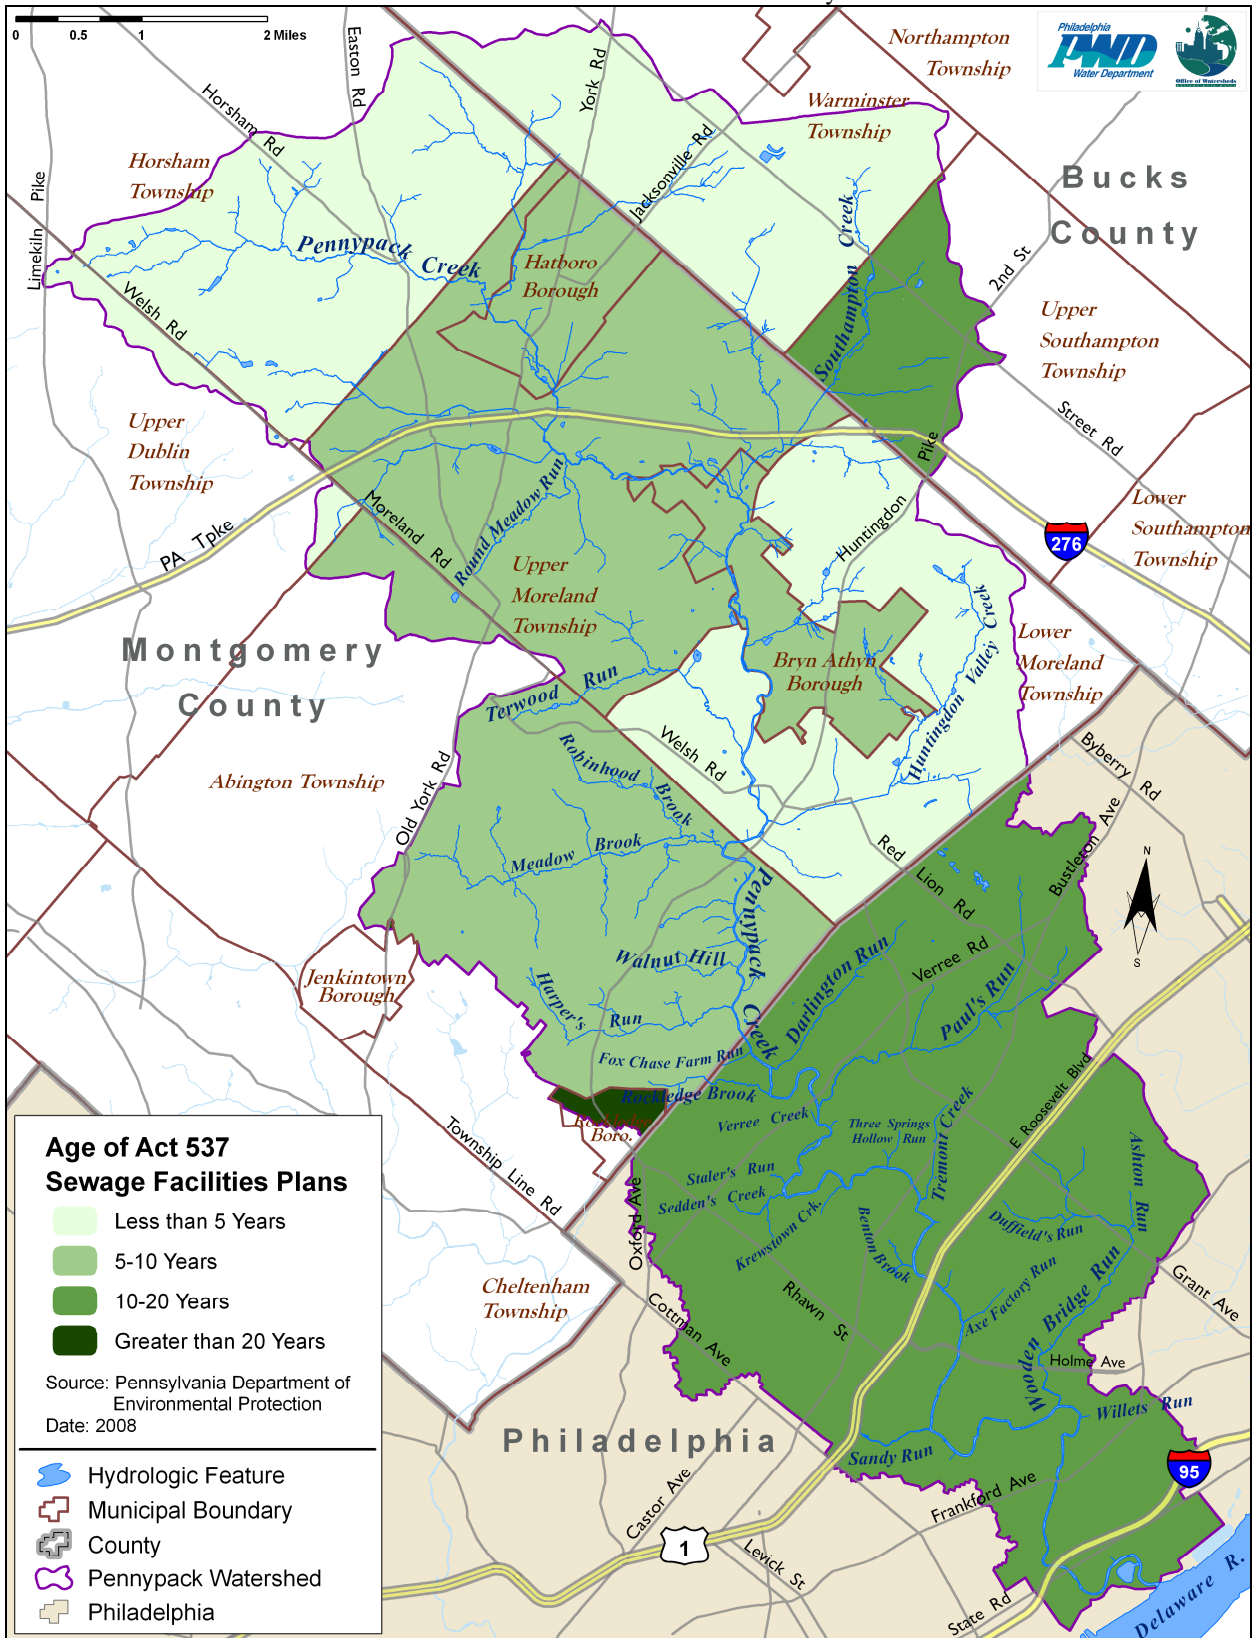 0 0.5 1 2 Miles
Philadelphia
PWD
Water Department
Office of Watersheds
Northampton
Township
Warminster
Township
Easton Rd
York Rd
Horsham Rd
Jacksonville Rd
Horsham
Township
Limekiln Pike
Bucks
County
Pennypack Creek
Hatboro
Borough
Southampton Creek
2nd St
Welsh Rd
Upper
Southampton
Township
Upper
Dublin
Township
Street Rd
Pike
Huntingdon
Lower
Southampton
Township
276
PA Tpke
Moreland Rd
Round Meadow Run
Upper
Moreland
Township
Montgomery
County
Bryn Athyn
Borough
Huntingdon Valley Creek
Lower
Moreland
Township
Terwood Run
Welsh Rd
Robinhood Brook
Byberry Rd
Abington Township
Old York Rd
Meadow Brook
Red Lion Rd
Bustleton Ave
N
S
Pennypack Creek
Walnut Hill
Verree Rd
Darlington Run
Paul's Run
Jenkintown
Borough
Harper's Run
Fox Chase Farm Run
Rockledge Brook
Rockledge
Boro.
Verree Creek
Three Springs
Hollow Run
Tremont Creek
E Roosevelt Blvd
Ashton Run
Township Line Rd
Staler's Run
Sedden's Creek
Krewstown Crk.
Benton Brook
Duffield's Run
Oxford Ave
Axe Factory Run
Wooden Bridge Run
Grant Ave
Cheltenham
Township
Cottman Ave
Rhawn St
Holme Ave
Willets Run
Sandy Run
Philadelphia
95
Castor Ave
Frankford Ave
1
Levick St
State Rd
Delaware R.
Age of Act 537
Sewage Facilities Plans
Less than 5 Years
5-10 Years
10-20 Years
Greater than 20 Years
Source: Pennsylvania Department of
Environmental Protection
Date: 2008
Hydrologic Feature
Municipal Boundary
County
Pennypack Watershed
Philadelphia